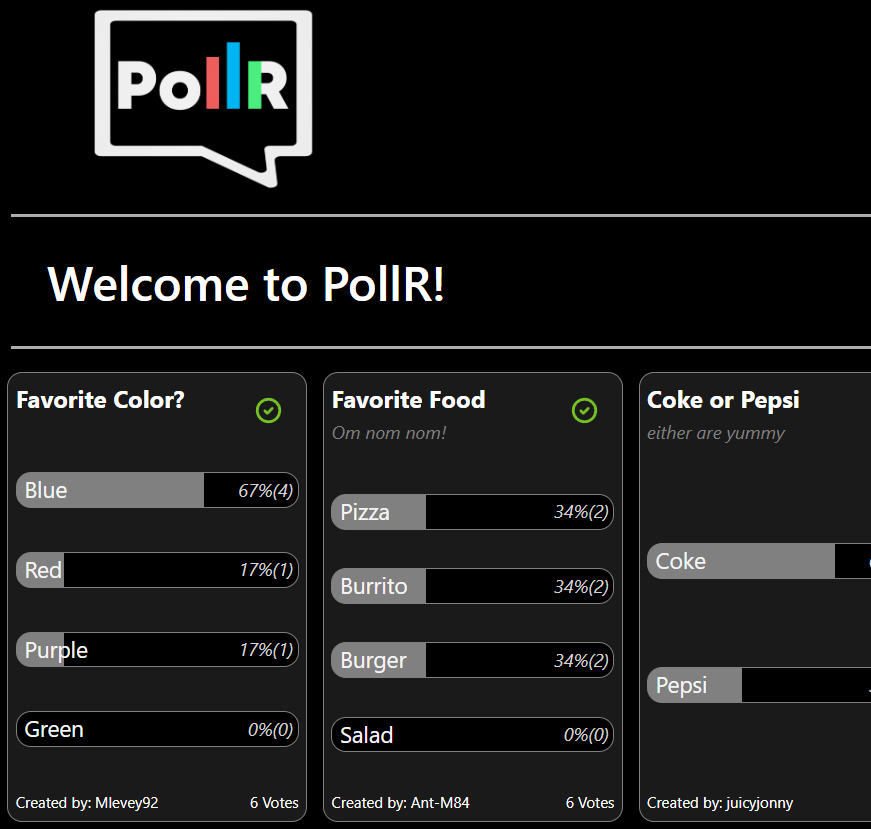 PollR
Welcome to PollR!
Favorite Color?
Blue 67%(4)
Red 17%(1)
Purple 17%(1)
Green 0%(0)
Created by: Mlevey92 6 Votes
Favorite Food
Om nom nom!
Pizza 34%(2)
Burrito 34%(2)
Burger 34%(2)
Salad 0%(0)
Created by: Ant-M84 6 Votes
Coke or Pepsi
either are yummy
Coke
Pepsi
Created by: juicyjonny